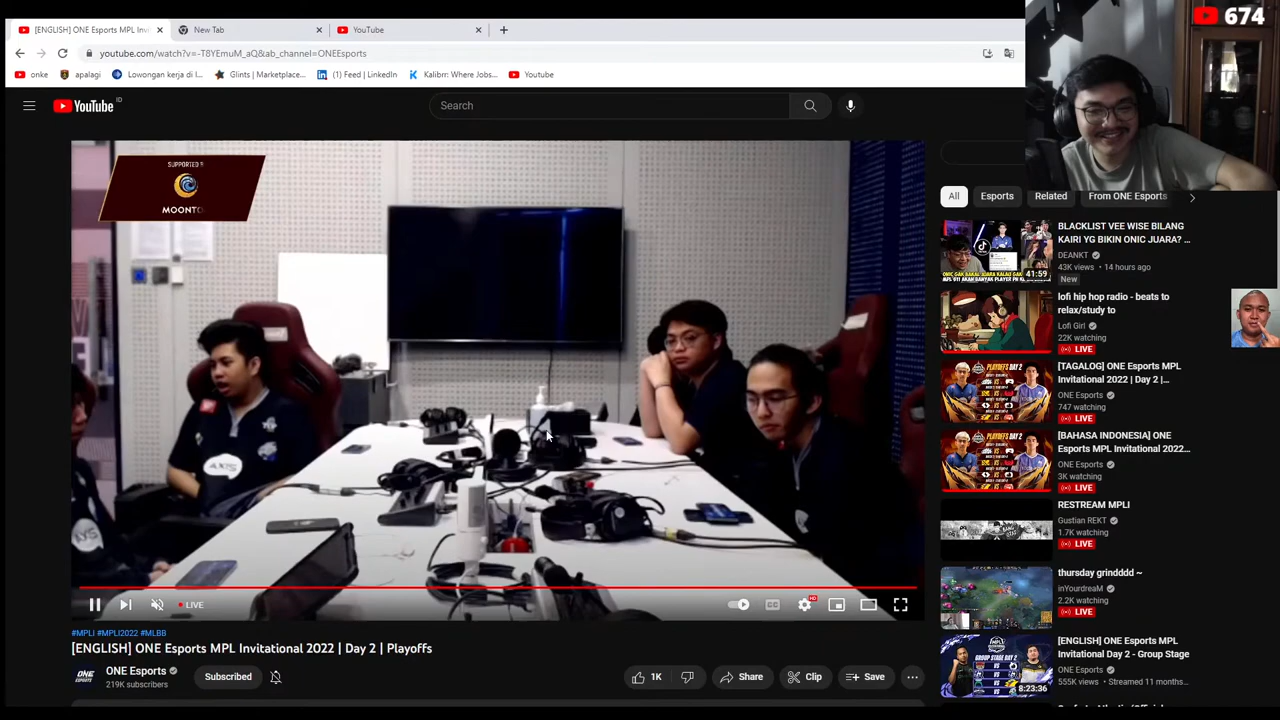 [ENGLISH] ONE Esports MPL Inv
New Tab
YouTube
674
youtube.com/watch?v=-T8YEmuM_aQ&ab_channel=ONEEsports
onke
apalagi
Lowongan kerja di I...
Glints | Marketplace...
(1) Feed | LinkedIn
Kalibrr: Where Jobs...
Youtube
YouTube ID
Search
SUPPORTED B
MOONTO
AXIS
All
Esports
Related
From ONE Esports
BLACKLIST VEE WISE BILANG
KAIRI YG BIKIN ONIC JUARA? ...
DEANKT
43K views • 14 hours ago
New
41:59
lofi hip hop radio - beats to
relax/study to
Lofi Girl
22K watching
LIVE
[TAGALOG] ONE Esports MPL
Invitational 2022 | Day 2 |...
ONE Esports
747 watching
LIVE
[BAHASA INDONESIA] ONE
Esports MPL Invitational 2022...
ONE Esports
3K watching
LIVE
RESTREAM MPLI
Gustian REKT
1.7K watching
LIVE
thursday grindddd ~
inYourdreaM
2.2K watching
LIVE
[ENGLISH] ONE Esports MPL
Invitational Day 2 - Group Stage
ONE Esports
555K views • Streamed 11 months...
8:23:36
LIVE
HD
#MPLI #MPLI2022 #MLBB
[ENGLISH] ONE Esports MPL Invitational 2022 | Day 2 | Playoffs
ONE Esports
219K subscribers
Subscribed
1K
Share
Clip
Save